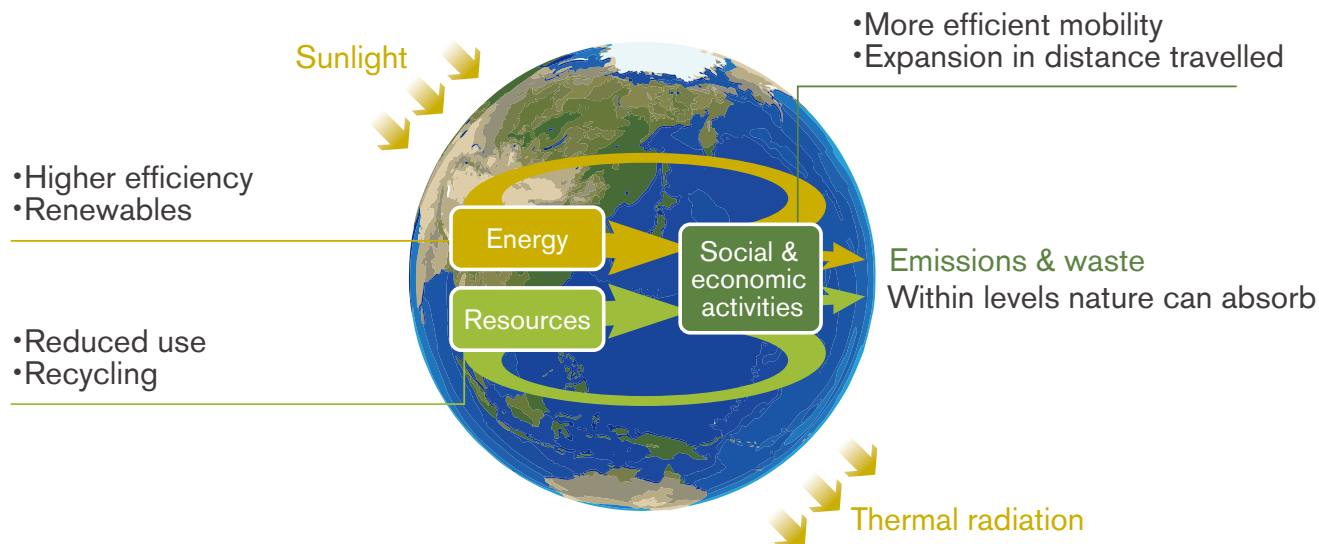 •More efficient mobility
•Expansion in distance travelled
Sunlight
•Higher efficiency
•Renewables
Energy
Social &
economic
activities
Emissions & waste
Within levels nature can absorb
Resources
•Reduced use
•Recycling
Thermal radiation